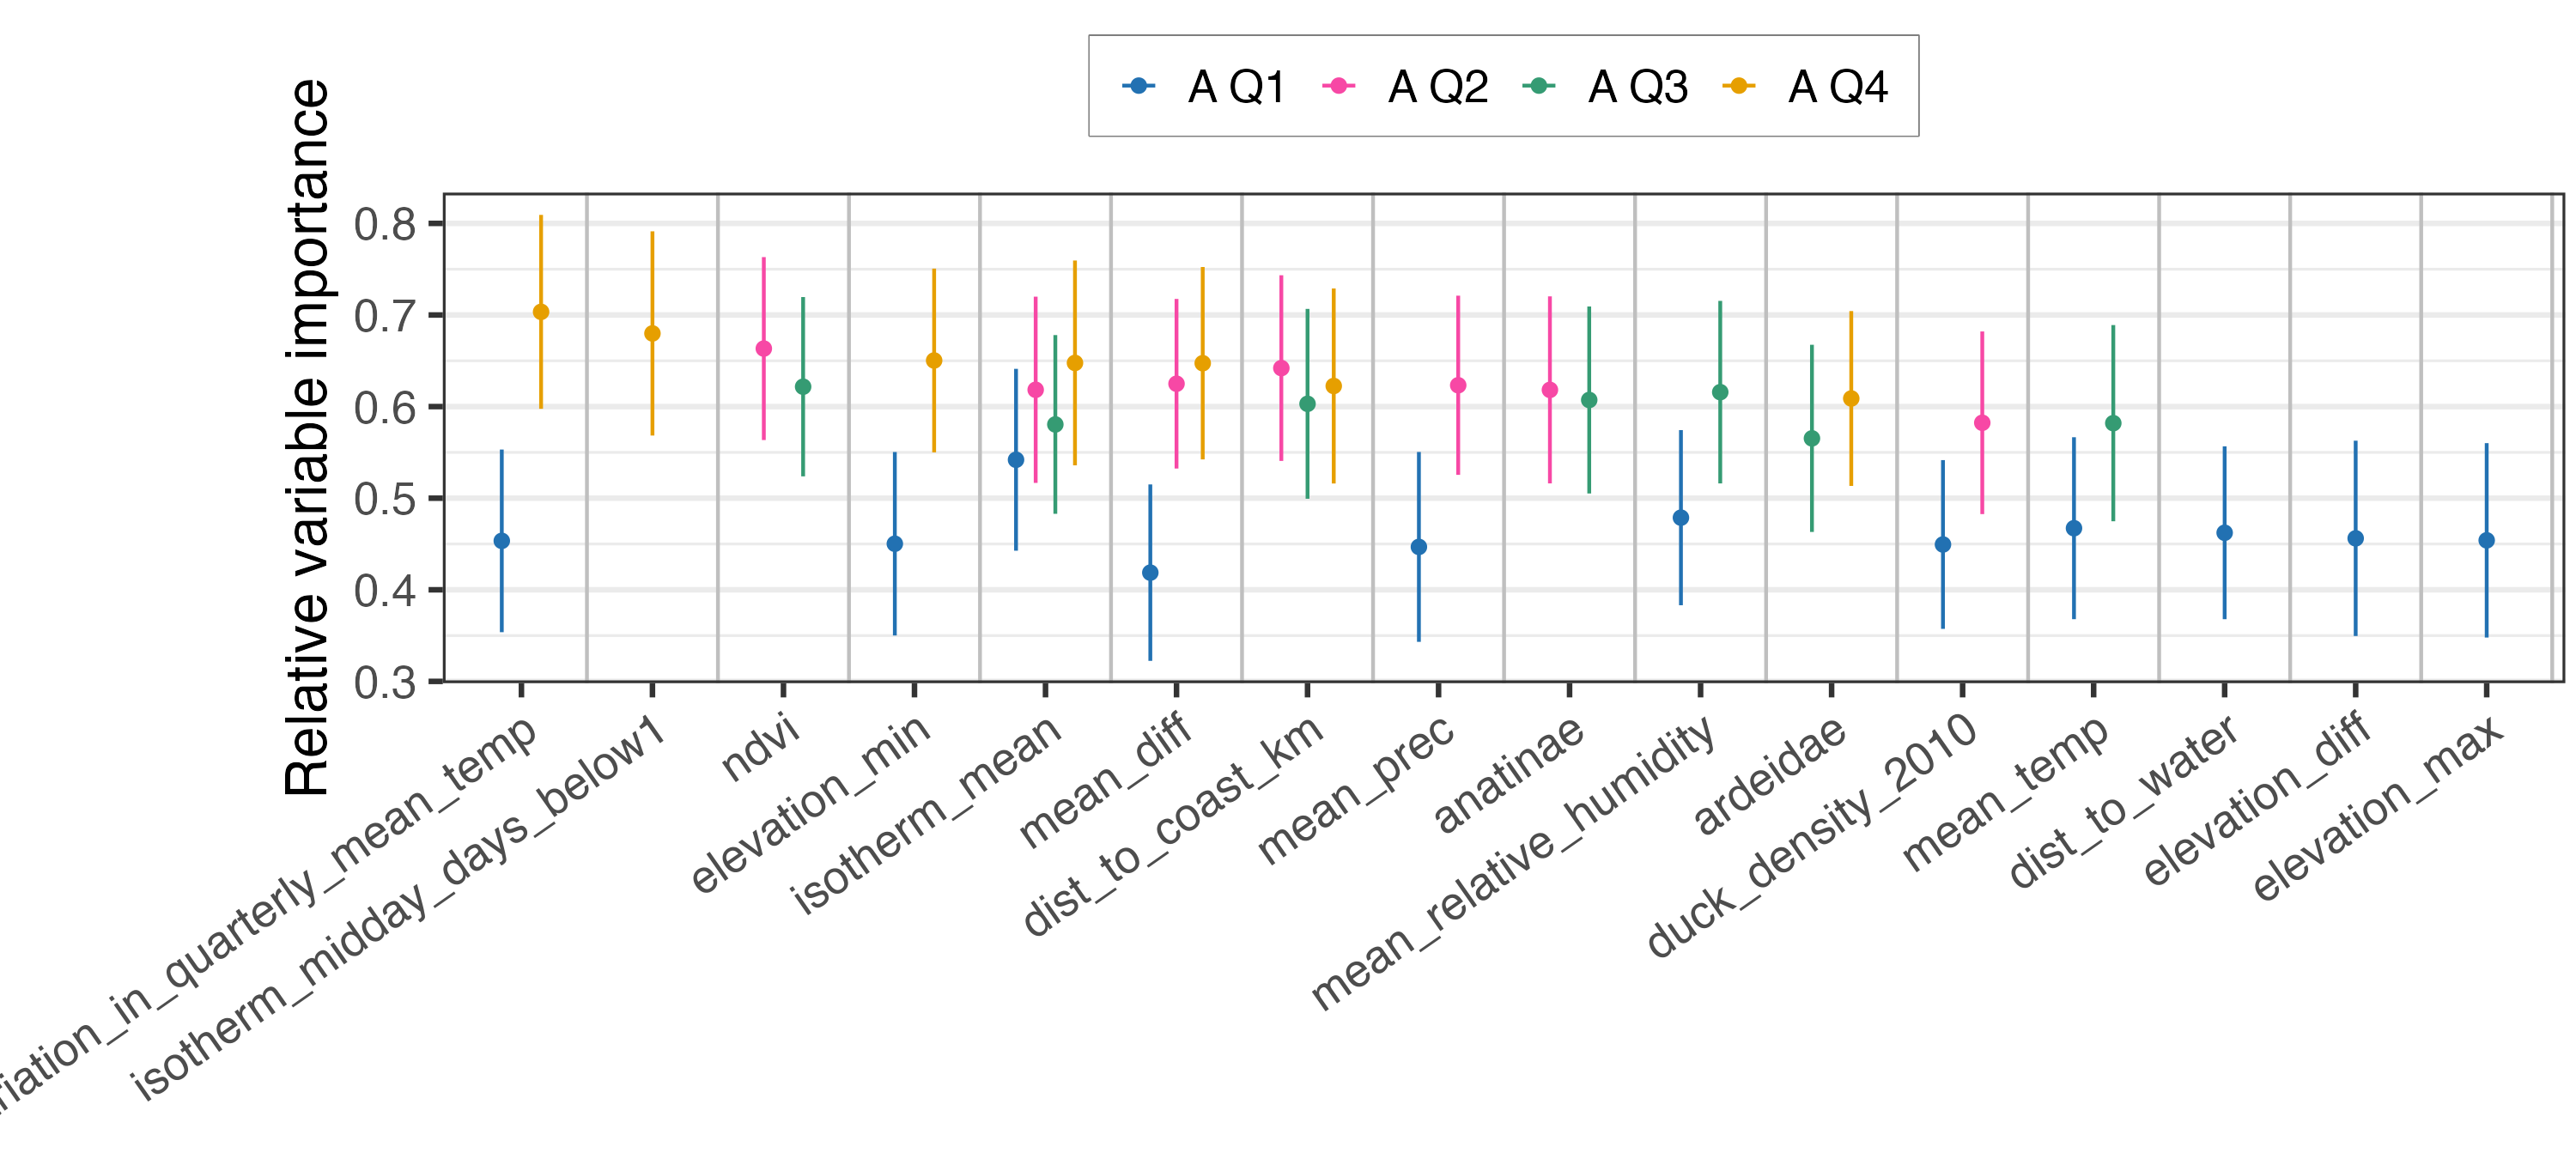 A Q1 A Q2 A Q3 A Q4
Relative variable importance
0.8
0.7
0.6
0.5
0.4
0.3
riation_in_quarterly_mean_temp
isotherm_midday_days_below1
ndvi
elevation_min
isotherm_mean
mean_diff
dist_to_coast_km
mean_prec
anatinae
mean_relative_humidity
ardeidae
duck_density_2010
mean_temp
dist_to_water
elevation_diff
elevation_max